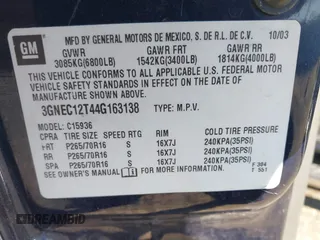 GM
MFD BY GENERAL MOTORS DE MEXICO, S. DE R.L. DE C.V. 10/03
GVWR GAWR FRT GAWR RR
3085KG(6800LB) 1542KG(3400LB) 1814KG(4000LB)
THIS VEHICLE CONFORMS TO ALL APPLICABLE U.S. FEDERAL MOTOR
VEHICLE SAFETY STANDARDS IN EFFECT ON THE DATE OF
MANUFACTURE SHOWN ABOVE.
3GNEC12T44G163138 TYPE: M.P.V.
C15936
CPRA TIRE SIZE SPEED RTG RIM COLD TIRE PRESSURE
FRT P265/70R16 S 16X7J 240KPA(35PSI)
RR P265/70R16 S 16X7J 240KPA(35PSI)
SPA P265/70R16 S 16X7J 240KPA(35PSI)
SEE OWNER'S MANUAL FOR ADDITIONAL INFORMATION. F 384
T 551
DREAMBID